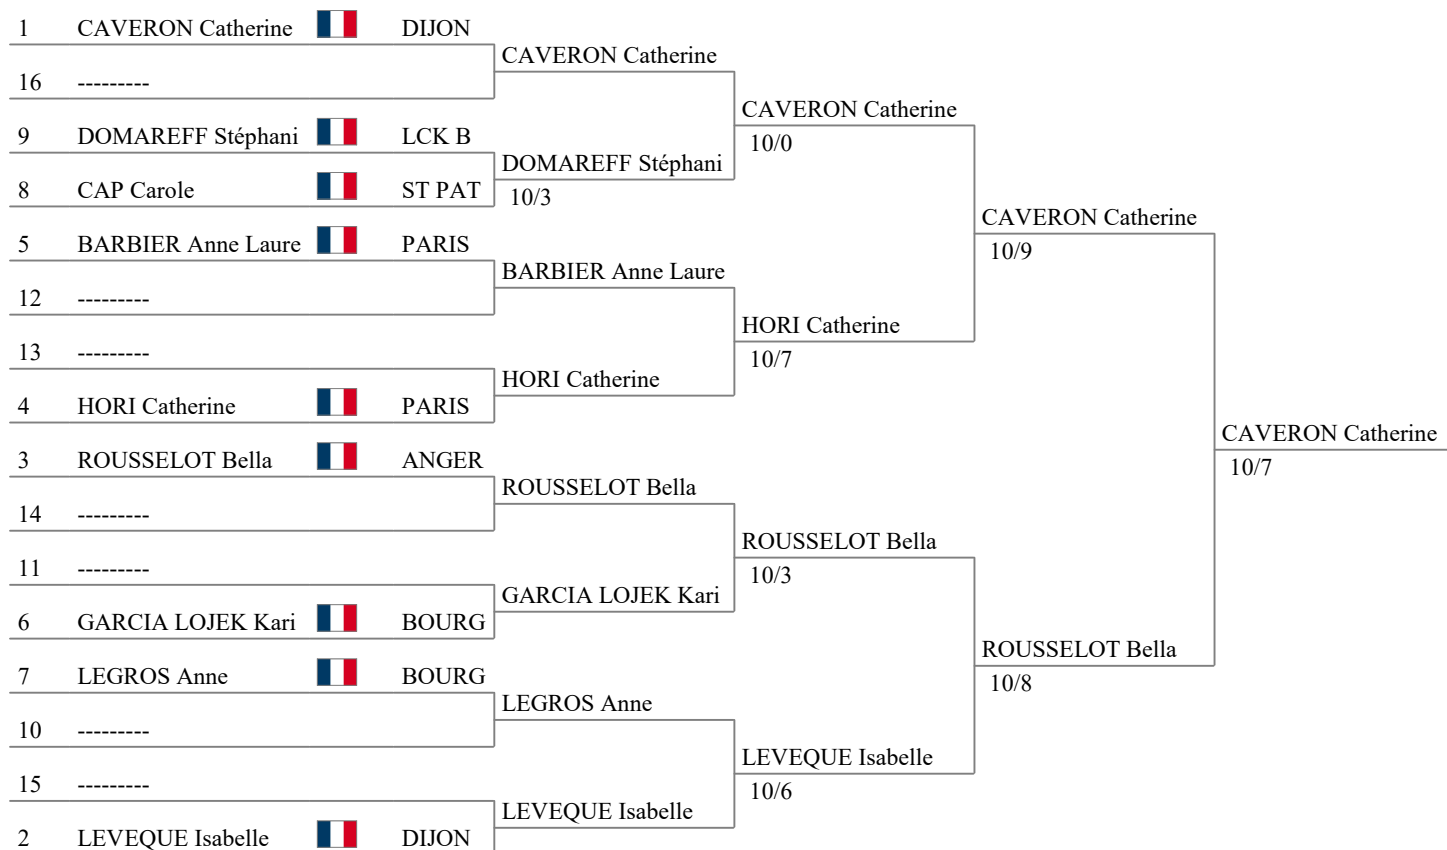 1 CAVERON Catherine DIJON
CAVERON Catherine
16 ---------
CAVERON Catherine
10/0
9 DOMAREFF Stéphani LCK B
DOMAREFF Stéphani
10/3
8 CAP Carole ST PAT
CAVERON Catherine
10/9
5 BARBIER Anne Laure PARIS
BARBIER Anne Laure
12 ---------
HORI Catherine
10/7
13 ---------
HORI Catherine
4 HORI Catherine PARIS
CAVERON Catherine
10/7
3 ROUSSELOT Bella ANGER
ROUSSELOT Bella
14 ---------
ROUSSELOT Bella
10/3
11 ---------
GARCIA LOJEK Kari
6 GARCIA LOJEK Kari BOURG
ROUSSELOT Bella
10/8
7 LEGROS Anne BOURG
LEGROS Anne
10 ---------
LEVEQUE Isabelle
10/6
15 ---------
LEVEQUE Isabelle
2 LEVEQUE Isabelle DIJON